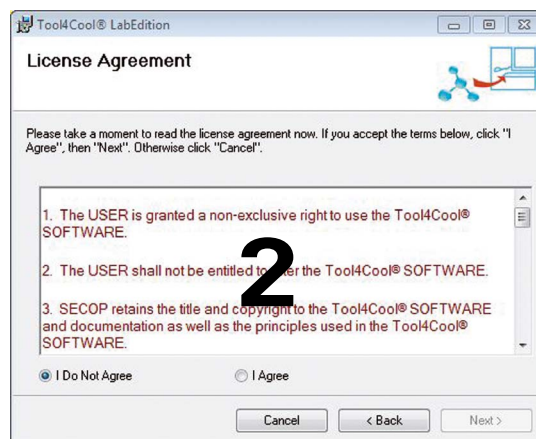 Tool4Cool® LabEdition
License Agreement
Please take a moment to read the license agreement now. If you accept the terms below, click "I
Agree", then "Next". Otherwise click "Cancel".
1. The USER is granted a non-exclusive right to use the Tool4Cool®
SOFTWARE.
2. The USER shall not be entitled to alter the Tool4Cool® SOFTWARE.
2
3. SECOP retains the title and copyright to the Tool4Cool® SOFTWARE
and documentation as well as the principles used in the Tool4Cool®
SOFTWARE.
I Do Not Agree
I Agree
Cancel
< Back
Next >